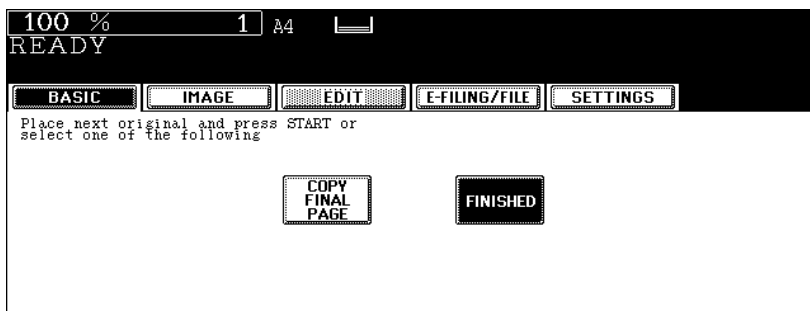 100 % 1 A4
READY
BASIC IMAGE EDIT E-FILING/FILE SETTINGS
Place next original and press START or
select one of the following
COPY
FINAL
PAGE
FINISHED